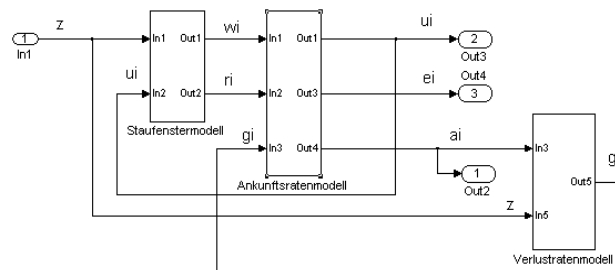 z
1
In1
In1
Out1
ui
In2
Out2
Staufenstermodell
wi
ri
gi
In1
Out1
In2
Out3
In3
Out4
Ankunftsratenmodell
ui
2
Out3
Out4
ei
3
ai
1
Out2
z
In3
Out5
In5
Verlustratenmodell
g